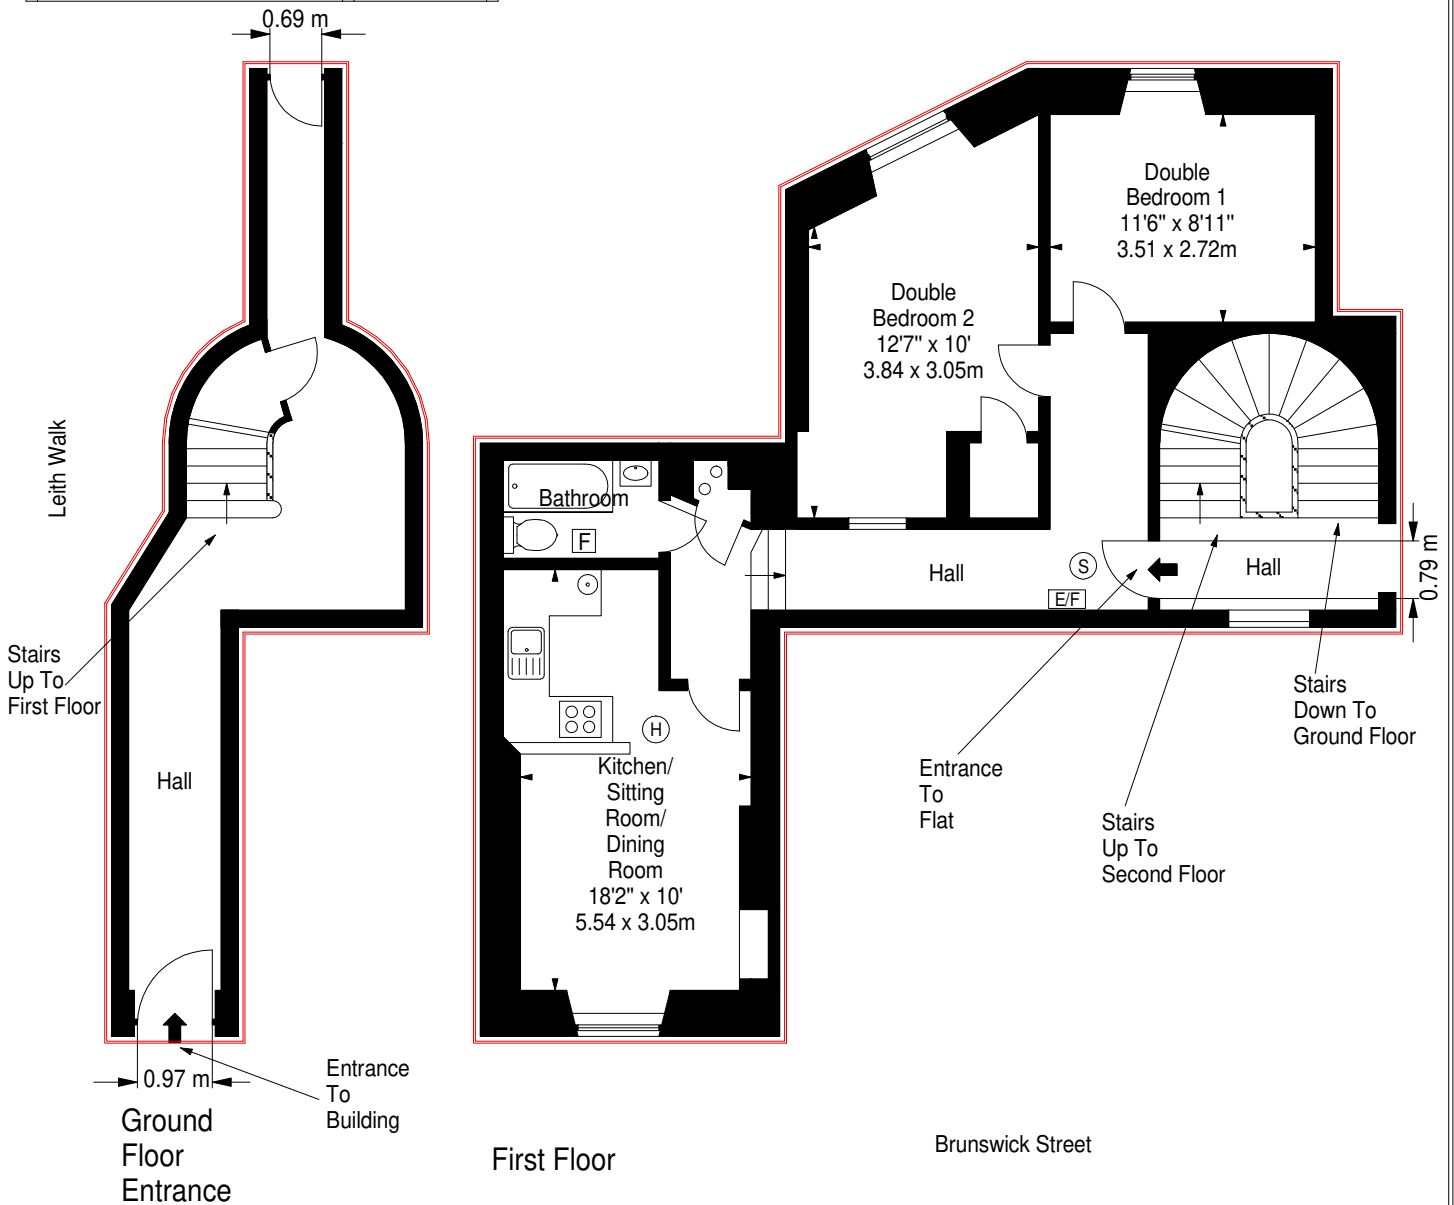 0.69 m
Leith Walk
Stairs
Up To
First Floor
Hall
0.97 m
Entrance
To
Building
Ground
Floor
Entrance
Double
Bedroom 1
11'6" x 8'11"
3.51 x 2.72m
Double
Bedroom 2
12'7" x 10'
3.84 x 3.05m
Bathroom
F
Hall
S
E/F
Hall
0.79 m
H
Kitchen/
Sitting
Room/
Dining
Room
18'2" x 10'
5.54 x 3.05m
Entrance
To
Flat
Stairs
Up To
Second Floor
Stairs
Down To
Ground Floor
First Floor
Brunswick Street